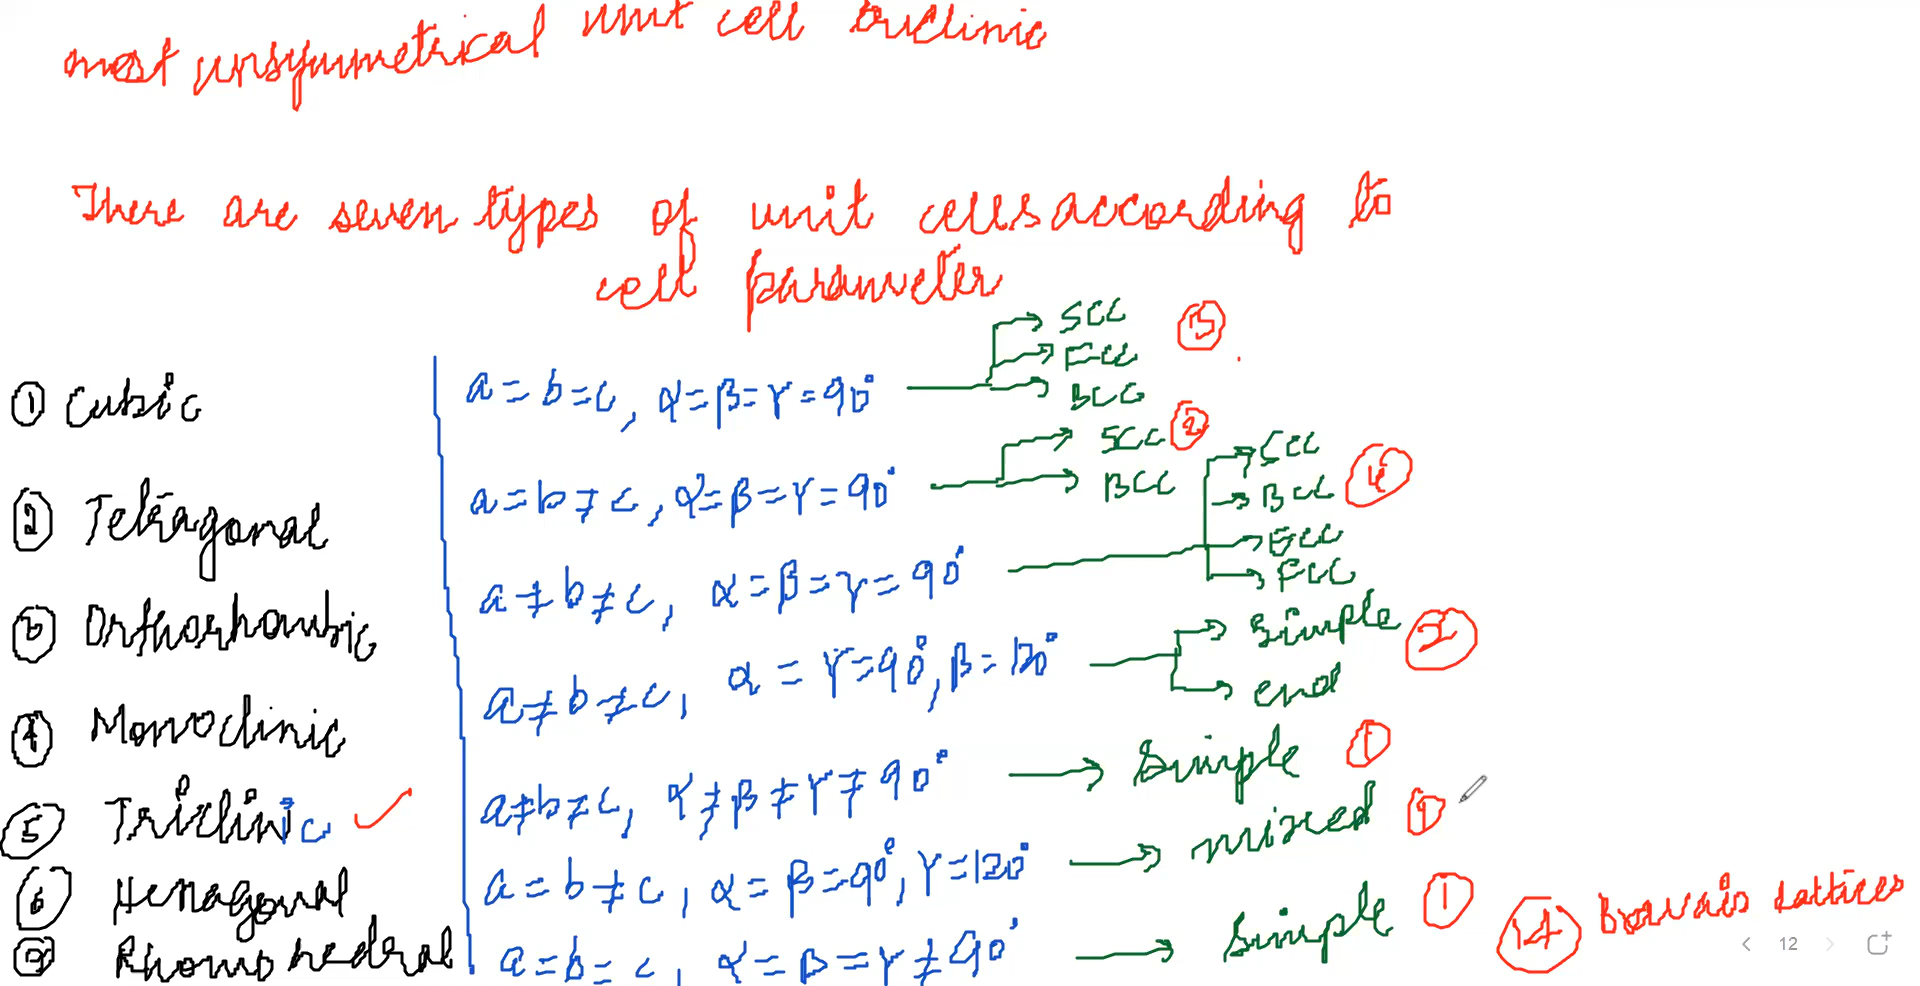 most unsymmetrical unit cell triclinic
There are seven types of unit cells according to
cell parameter
① Cubic a = b = c, α = β = γ = 90° → SCC FCC BCC ③
② Tetragonal a = b ≠ c, α = β = γ = 90° → SCC BCC ②
③ Orthorhombic a ≠ b ≠ c, α = β = γ = 90° → SCC BCC ECC FCC ④
④ Monoclinic a ≠ b ≠ c, α = γ = 90°, β = 120° → Simple end ②
⑤ Triclinic ✓ a ≠ b ≠ c, α ≠ β ≠ γ ≠ 90° → Simple ①
⑥ Hexagonal a = b ≠ c, α = β = 90°, γ = 120° → mixed ①
⑦ Rhombohedral a = b = c, α = β = γ ≠ 90° → Simple ①
14 Bravais lattices
12